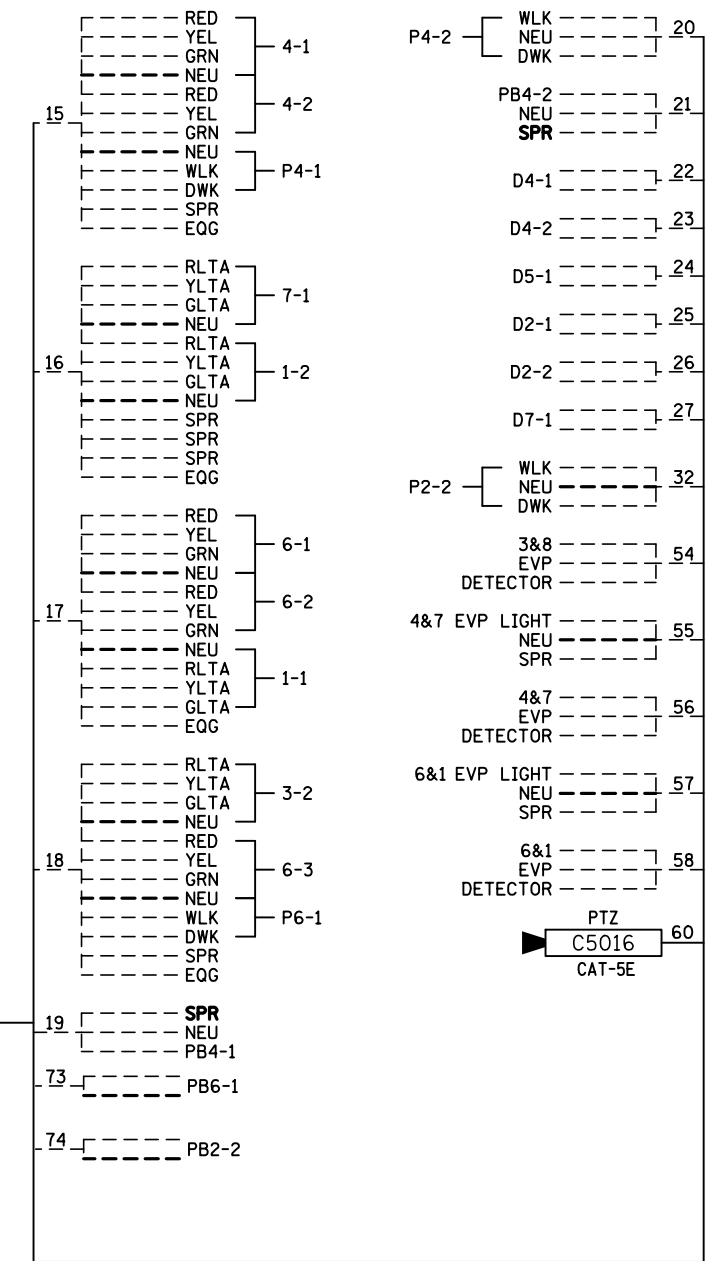 RED
YEL
GRN
NEU
4-1
RED
YEL
GRN
NEU
4-2
15
WLK
DWK
P4-1
SPR
EQG
RLTA
YLTA
GLTA
NEU
7-1
16
RLTA
YLTA
GLTA
NEU
1-2
SPR
SPR
SPR
EQG
RED
YEL
GRN
NEU
6-1
17
RED
YEL
GRN
NEU
6-2
RLTA
YLTA
GLTA
1-1
EQG
RLTA
YLTA
GLTA
NEU
3-2
18
RED
YEL
GRN
NEU
6-3
WLK
DWK
P6-1
SPR
EQG
19
SPR
NEU
PB4-1
73
PB6-1
74
PB2-2
P4-2
WLK
NEU
DWK
20
PB4-2
NEU
SPR
21
D4-1
22
D4-2
23
D5-1
24
D2-1
25
D2-2
26
D7-1
27
P2-2
WLK
NEU
DWK
32
3&8
EVP
DETECTOR
54
4&7 EVP LIGHT
NEU
SPR
55
4&7
EVP
DETECTOR
56
6&1 EVP LIGHT
NEU
SPR
57
6&1
EVP
DETECTOR
58
PTZ
C5016
60
CAT-5E